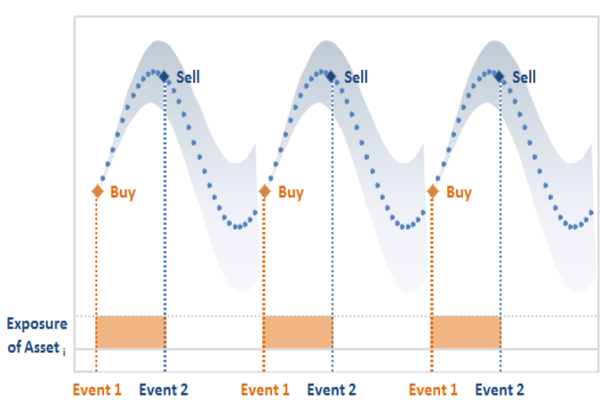 Sell Sell Sell
Buy Buy Buy
Exposure
of Asset i
Event 1 Event 2 Event 1 Event 2 Event 1 Event 2